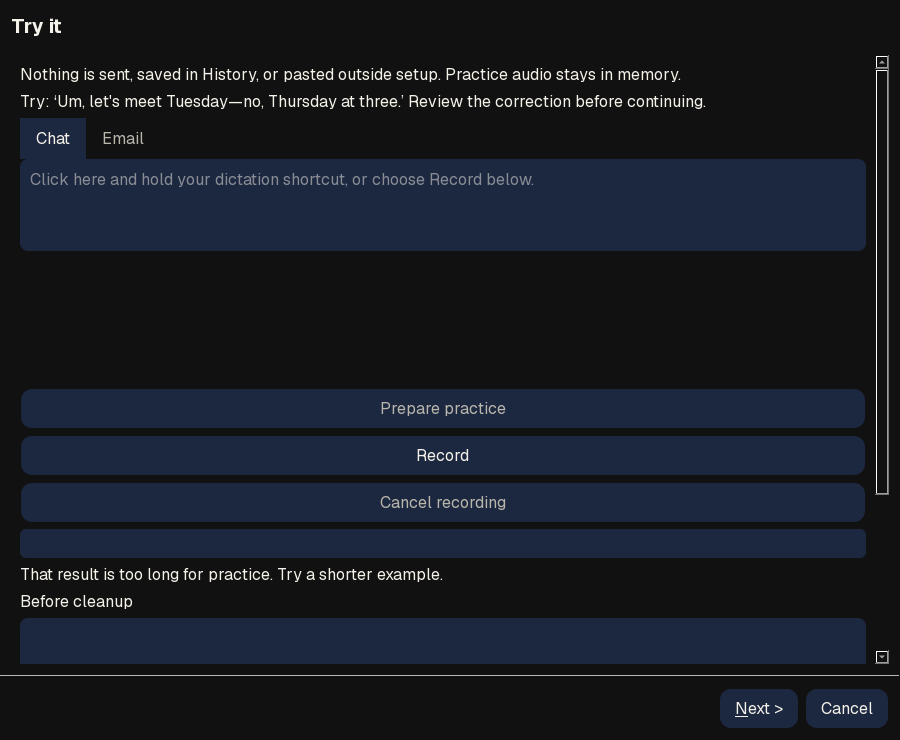 Try it
Nothing is sent, saved in History, or pasted outside setup. Practice audio stays in memory.
Try: ‘Um, let's meet Tuesday—no, Thursday at three.’ Review the correction before continuing.
Chat Email
Click here and hold your dictation shortcut, or choose Record below.
Prepare practice
Record
Cancel recording
That result is too long for practice. Try a shorter example.
Before cleanup
Next > Cancel